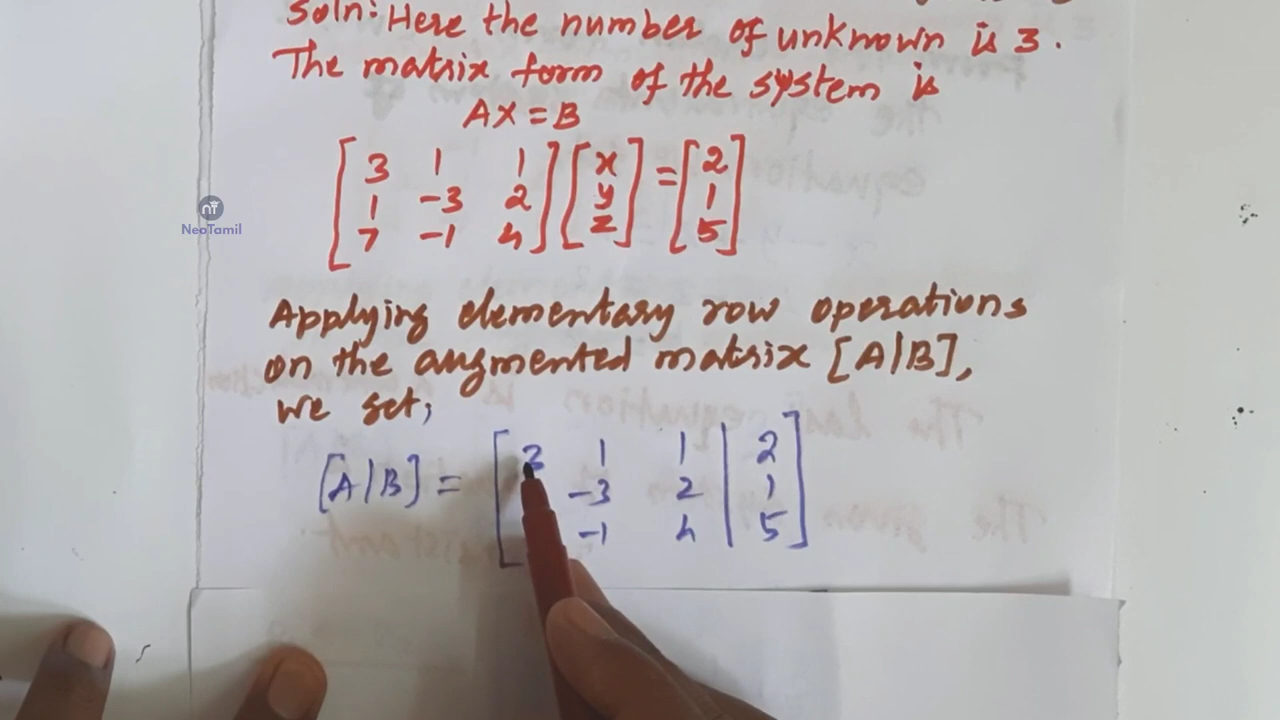 Soln: Here the number of unknown is 3.
The matrix form of the system is
AX = B
[3 1 1] [x] = [2]
[1 -3 2] [y] [1]
[7 -1 4] [z] [5]
NeoTamil
Applying elementary row operations
on the augmented matrix [A|B],
we get,
[A|B] = [3 1 1 | 2]
-3 2 | 1
-1 4 | 5